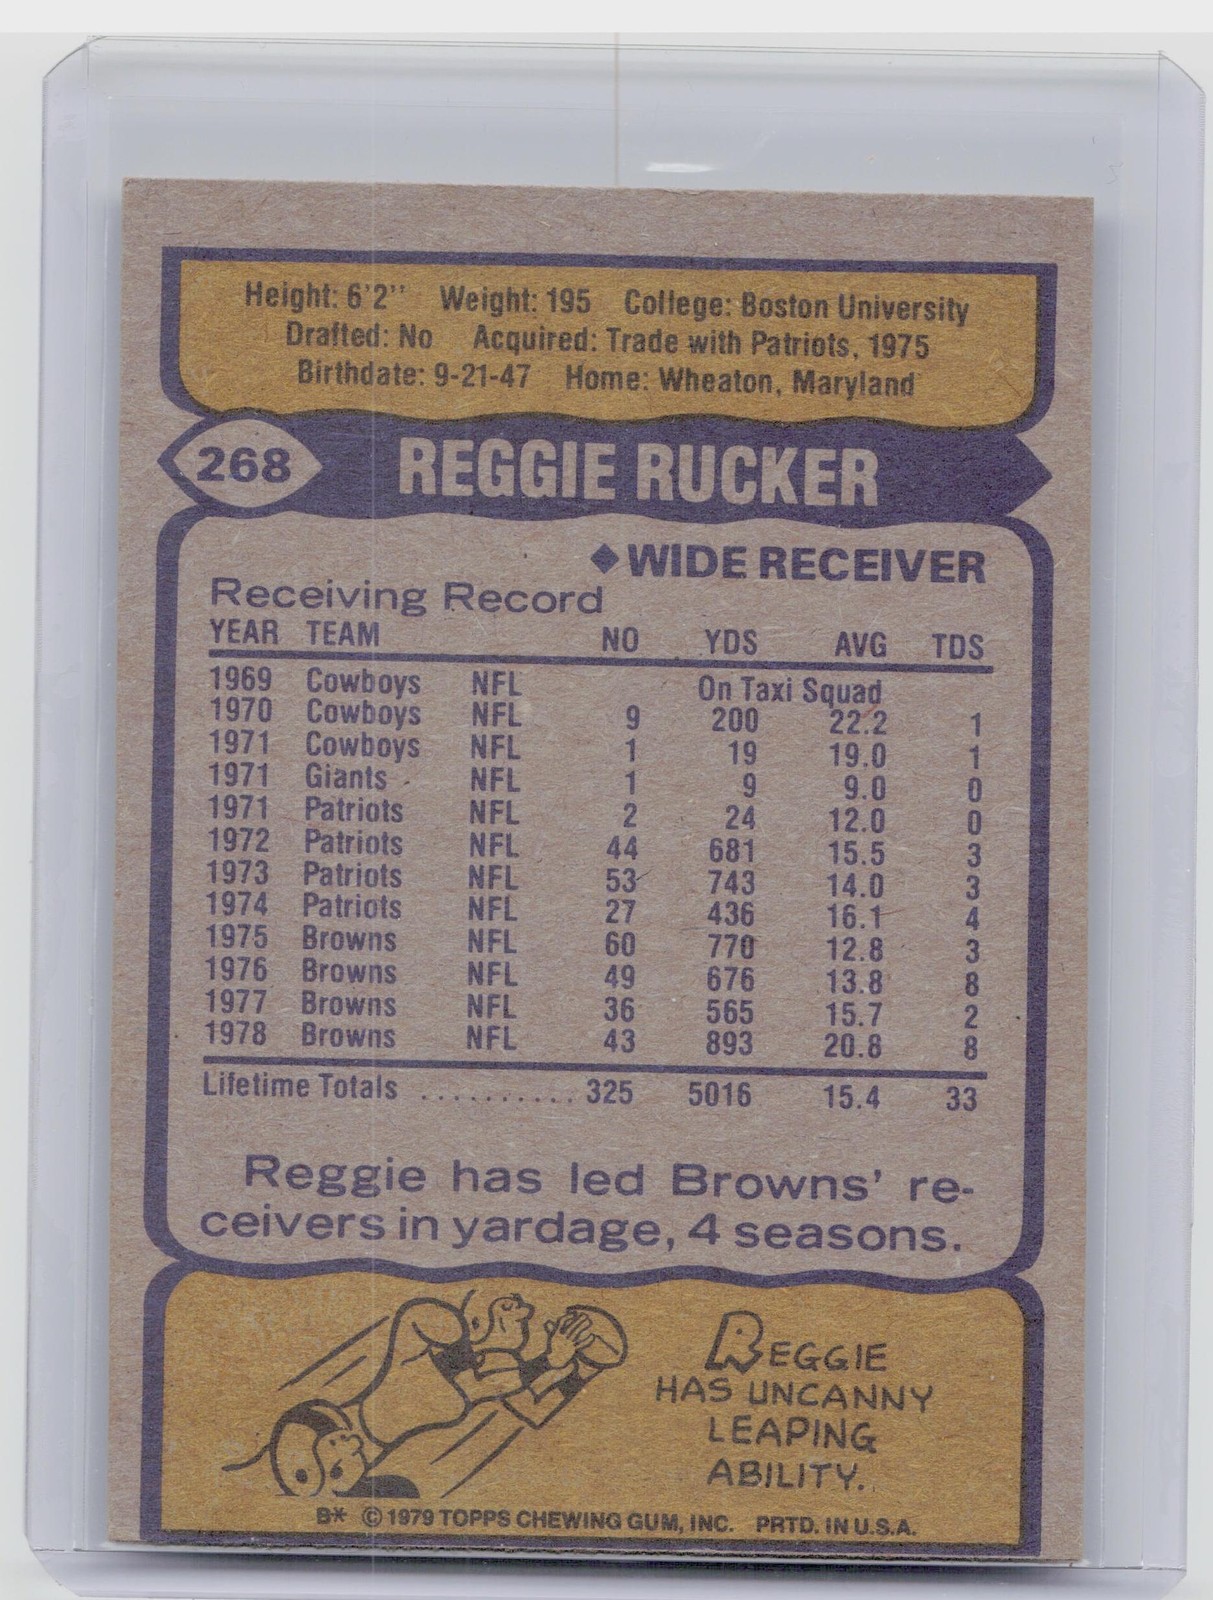 Height: 6'2'' Weight: 195 College: Boston University
Drafted: No Acquired: Trade with Patriots, 1975
Birthdate: 9-21-47 Home: Wheaton, Maryland
268 REGGIE RUCKER
◆WIDE RECEIVER
Receiving Record
YEAR TEAM NO YDS AVG TDS
1969 Cowboys NFL On Taxi Squad
1970 Cowboys NFL 9 200 22.2 1
1971 Cowboys NFL 1 19 19.0 1
1971 Giants NFL 1 9 9.0 0
1971 Patriots NFL 2 24 12.0 0
1972 Patriots NFL 44 681 15.5 3
1973 Patriots NFL 53 743 14.0 3
1974 Patriots NFL 27 436 16.1 4
1975 Browns NFL 60 770 12.8 3
1976 Browns NFL 49 676 13.8 8
1977 Browns NFL 36 565 15.7 2
1978 Browns NFL 43 893 20.8 8
Lifetime Totals .......... 325 5016 15.4 33
Reggie has led Browns' re-
ceivers in yardage, 4 seasons.
REGGIE
HAS UNCANNY
LEAPING
ABILITY.
B* © 1979 TOPPS CHEWING GUM, INC. PRTD. IN U.S.A.